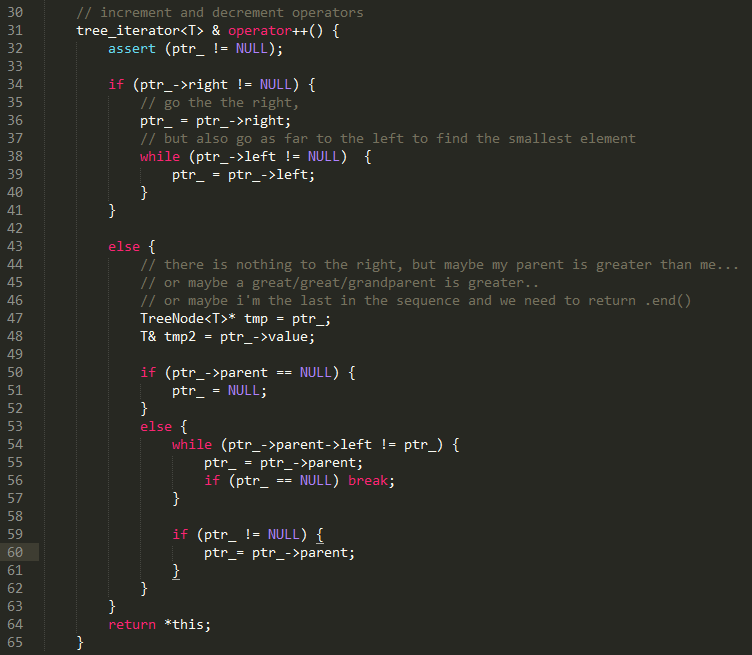 30 // increment and decrement operators
31 tree_iterator<T> & operator++() {
32 assert (ptr_ != NULL);
33
34 if (ptr_->right != NULL) {
35 // go the the right,
36 ptr_ = ptr_->right;
37 // but also go as far to the left to find the smallest element
38 while (ptr_->left != NULL)  {
39 ptr_ = ptr_->left;
40 }
41 }
42
43 else {
44 // there is nothing to the right, but maybe my parent is greater than me...
45 // or maybe a great/great/grandparent is greater..
46 // or maybe i'm the last in the sequence and we need to return .end()
47 TreeNode<T>* tmp = ptr_;
48 T& tmp2 = ptr_->value;
49
50 if (ptr_->parent == NULL) {
51 ptr_ = NULL;
52 }
53 else {
54 while (ptr_->parent->left != ptr_) {
55 ptr_ = ptr_->parent;
56 if (ptr_ == NULL) break;
57 }
58
59 if (ptr_ != NULL) {
60 ptr_= ptr_->parent;
61 }
62 }
63 }
64 return *this;
65 }